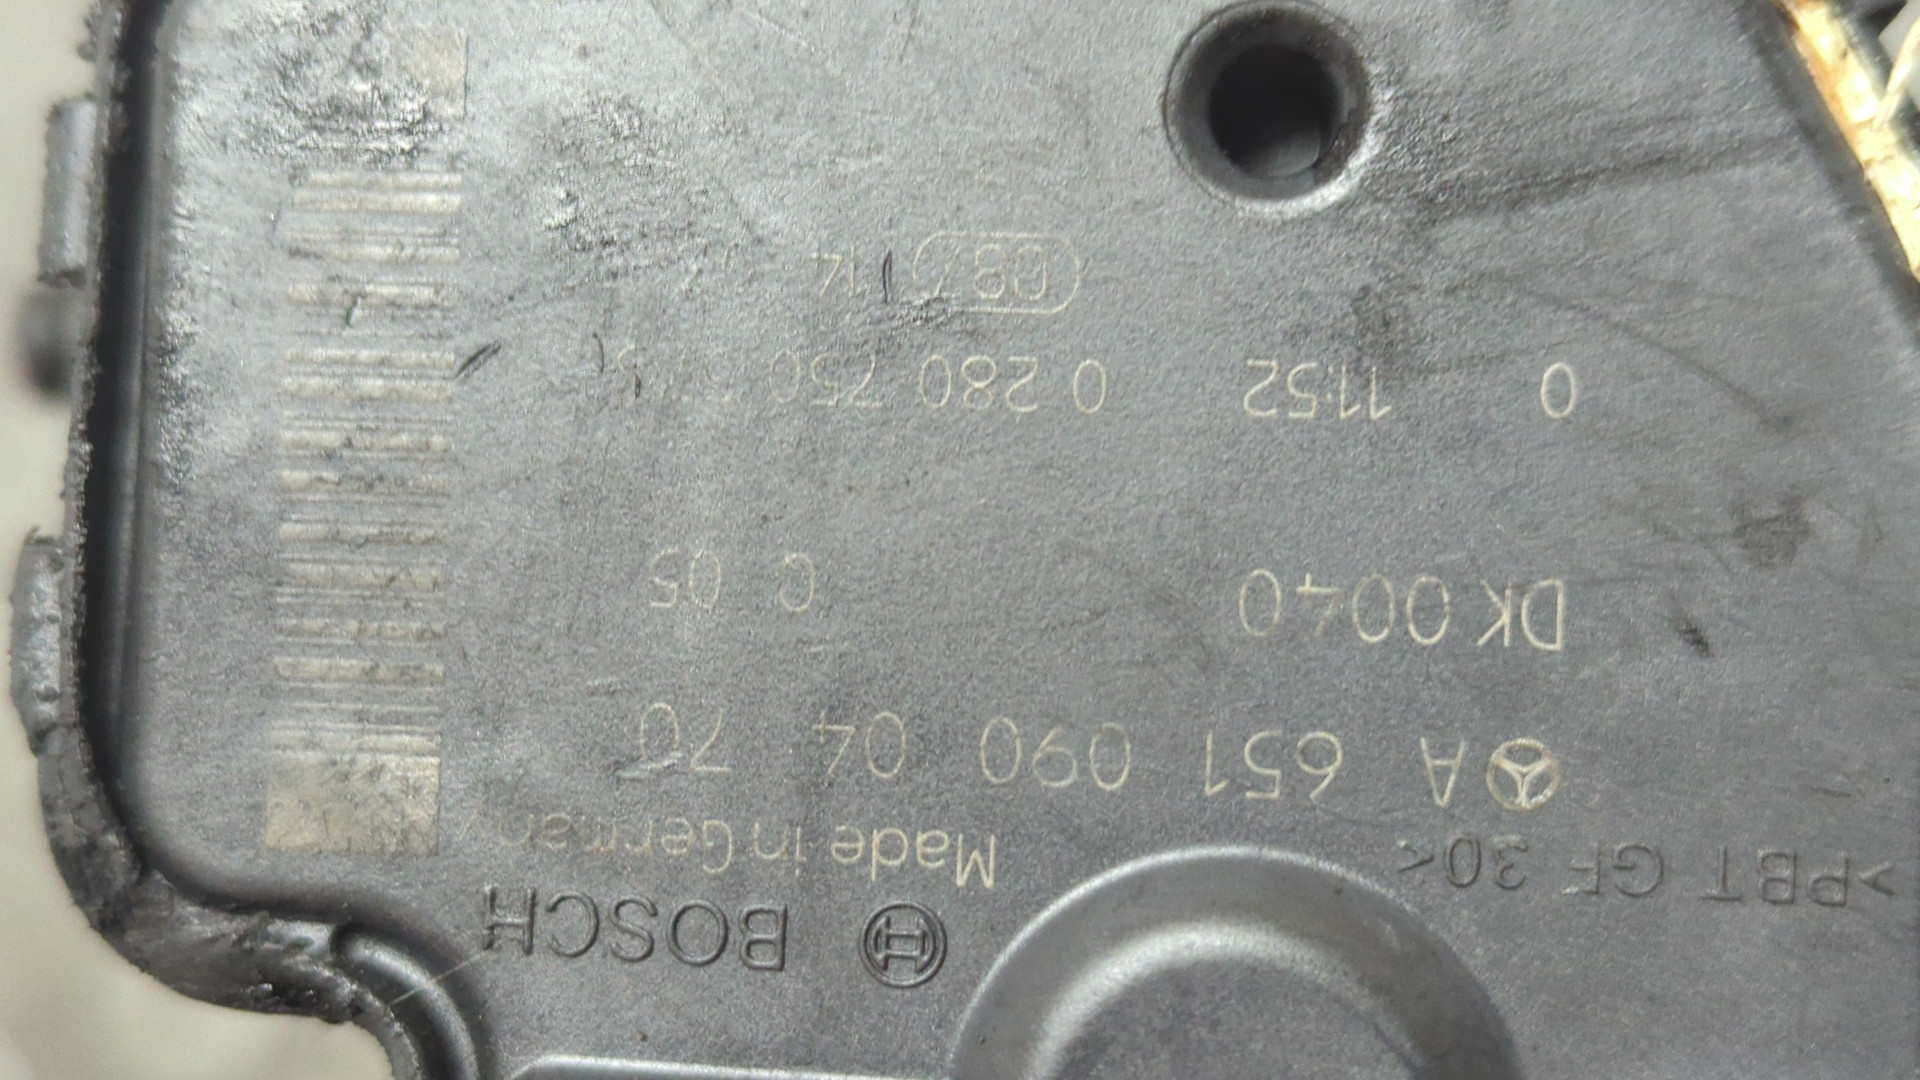 BOSCH
>PBT GF 30<
Made in Germany
A 651 090 04 70
DK 0040
Q 05
0 11:52 0 280 750
114